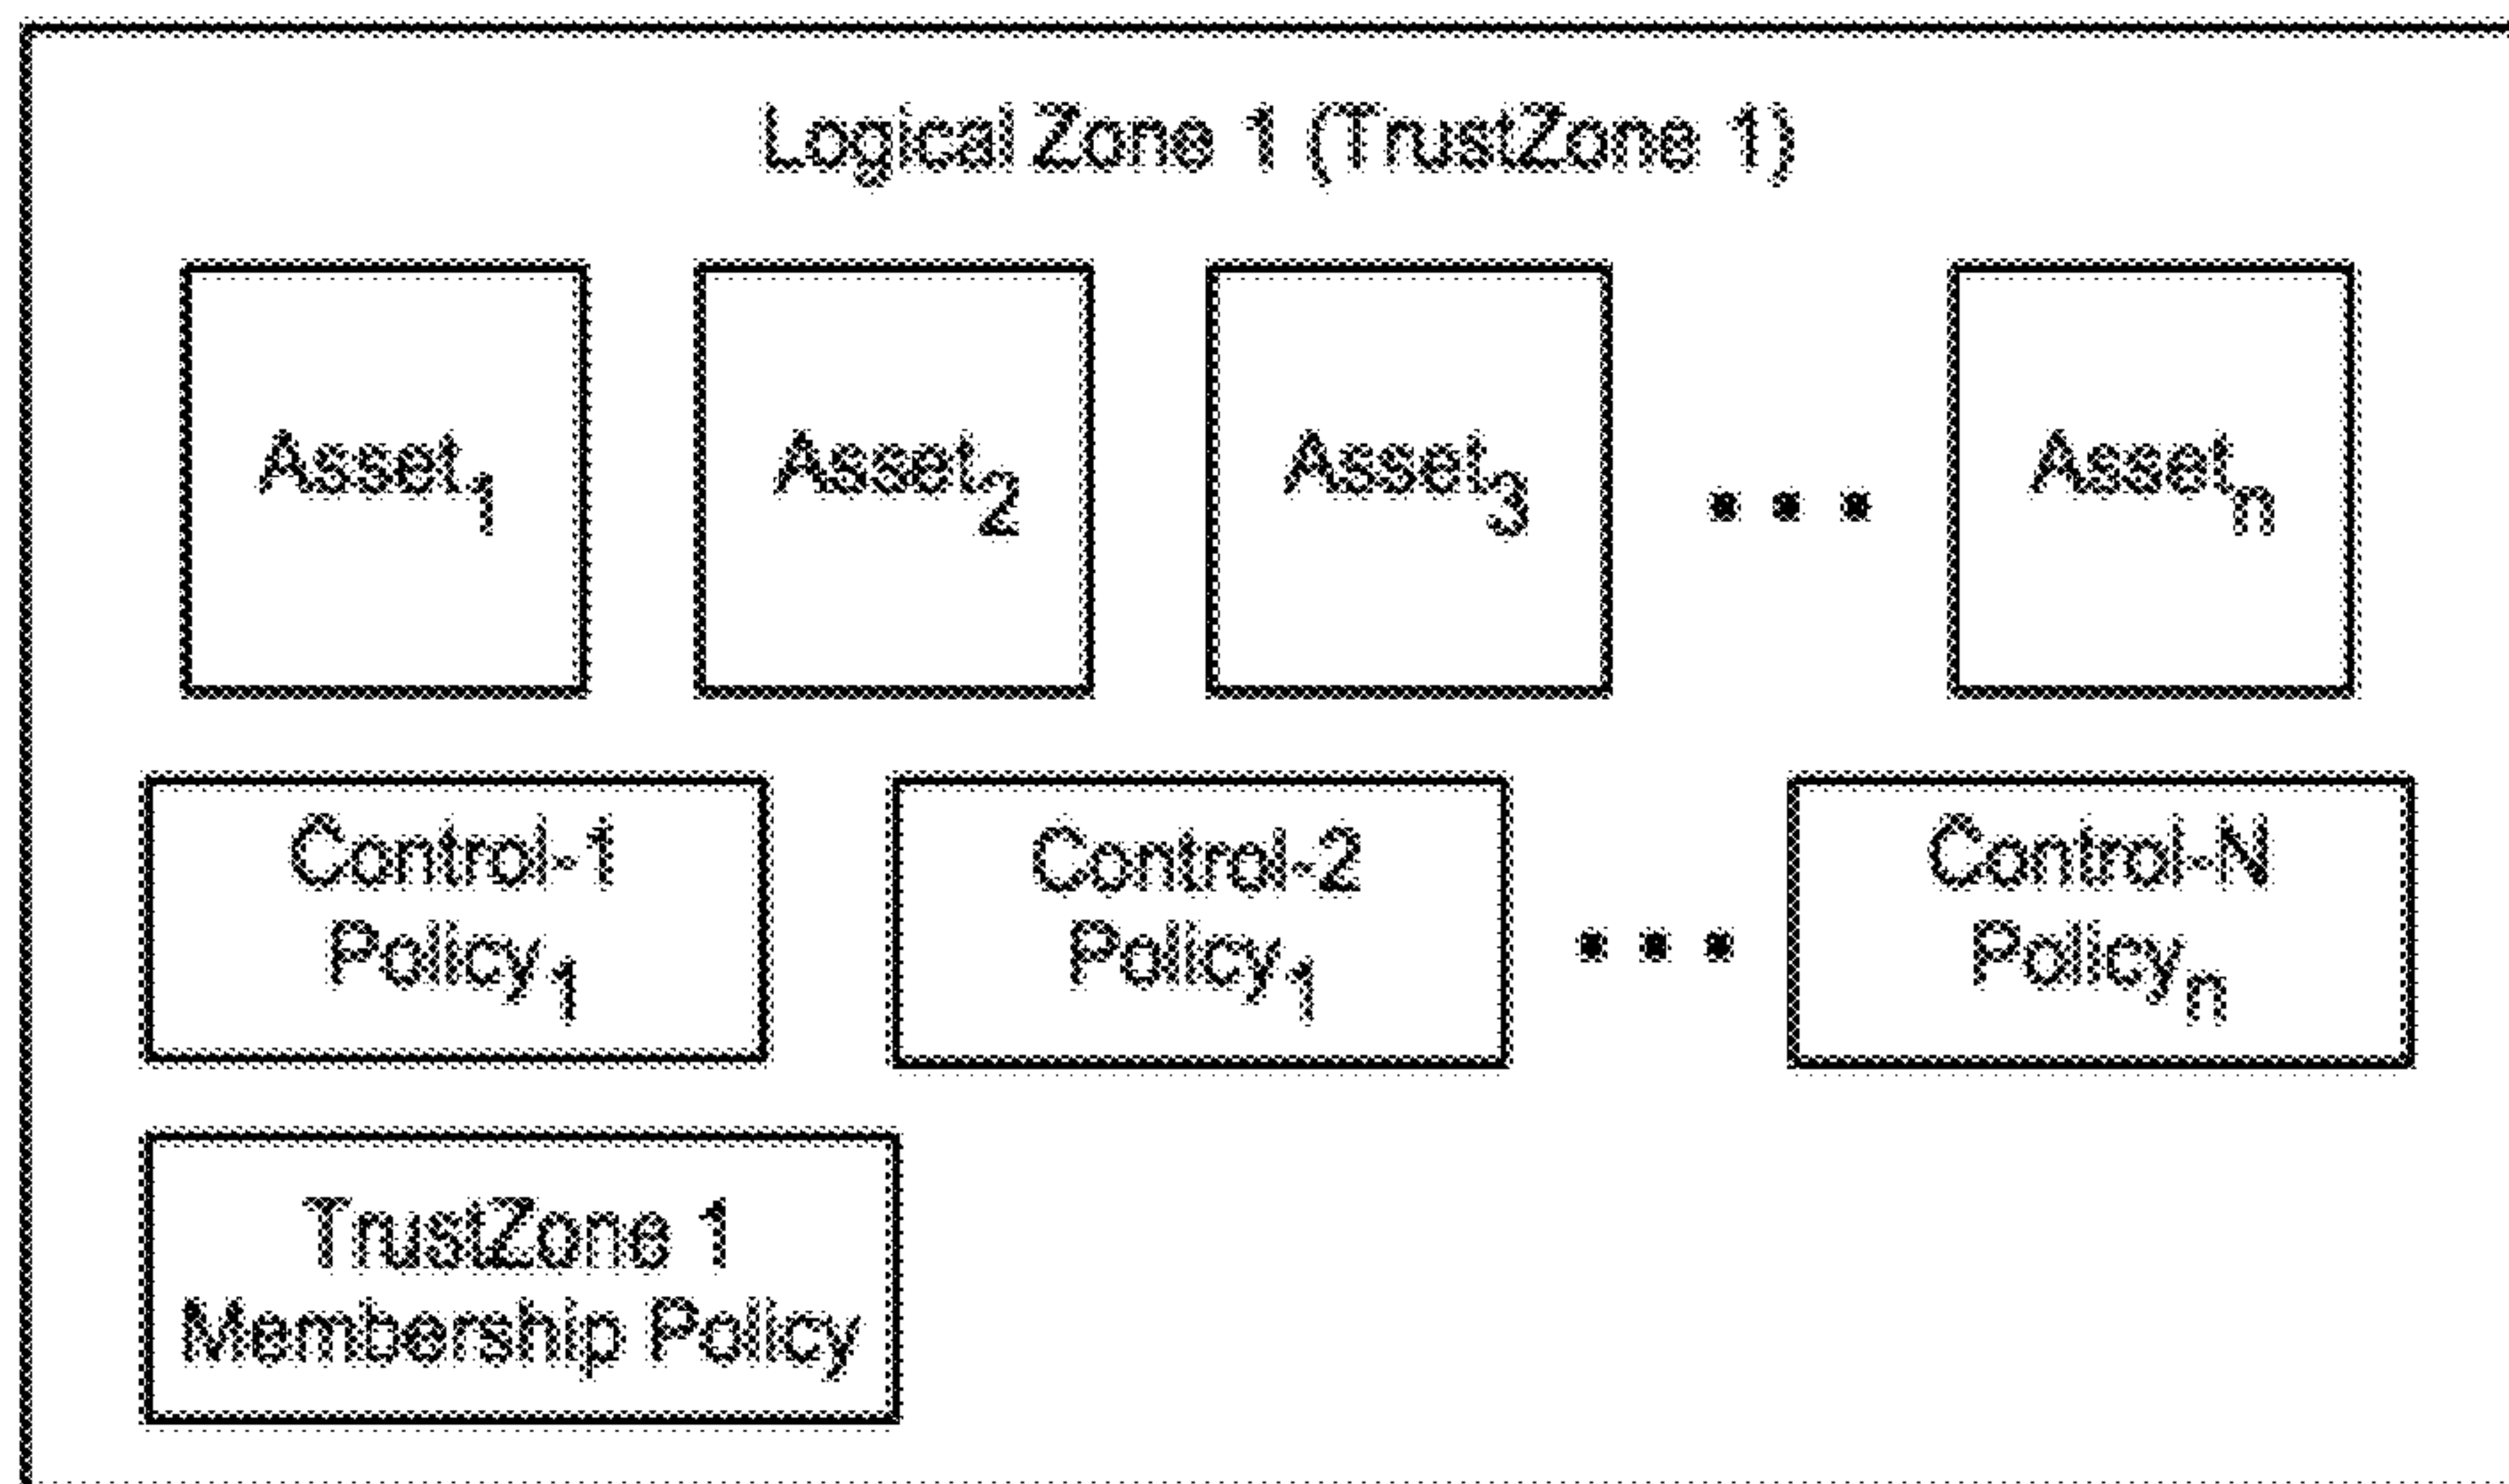 Logical Zone 1 (TrustZone 1)
Asset₁ Asset₂ Asset₃ ••• Assetₙ
Control-1 Control-2 Control-N
Policy₁ Policy₁ ••• Policyₙ
TrustZone 1
Membership Policy